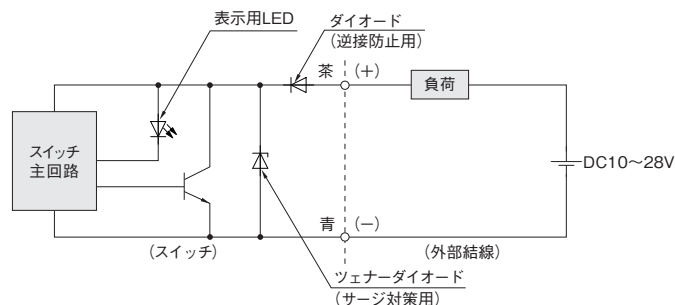 表示用LED
ダイオード
（逆接防止用）
茶
（＋）
負荷
スイッチ
主回路
DC10～28V
青
（−）
（スイッチ）
（外部結線）
ツェナーダイオード
（サージ対策用）